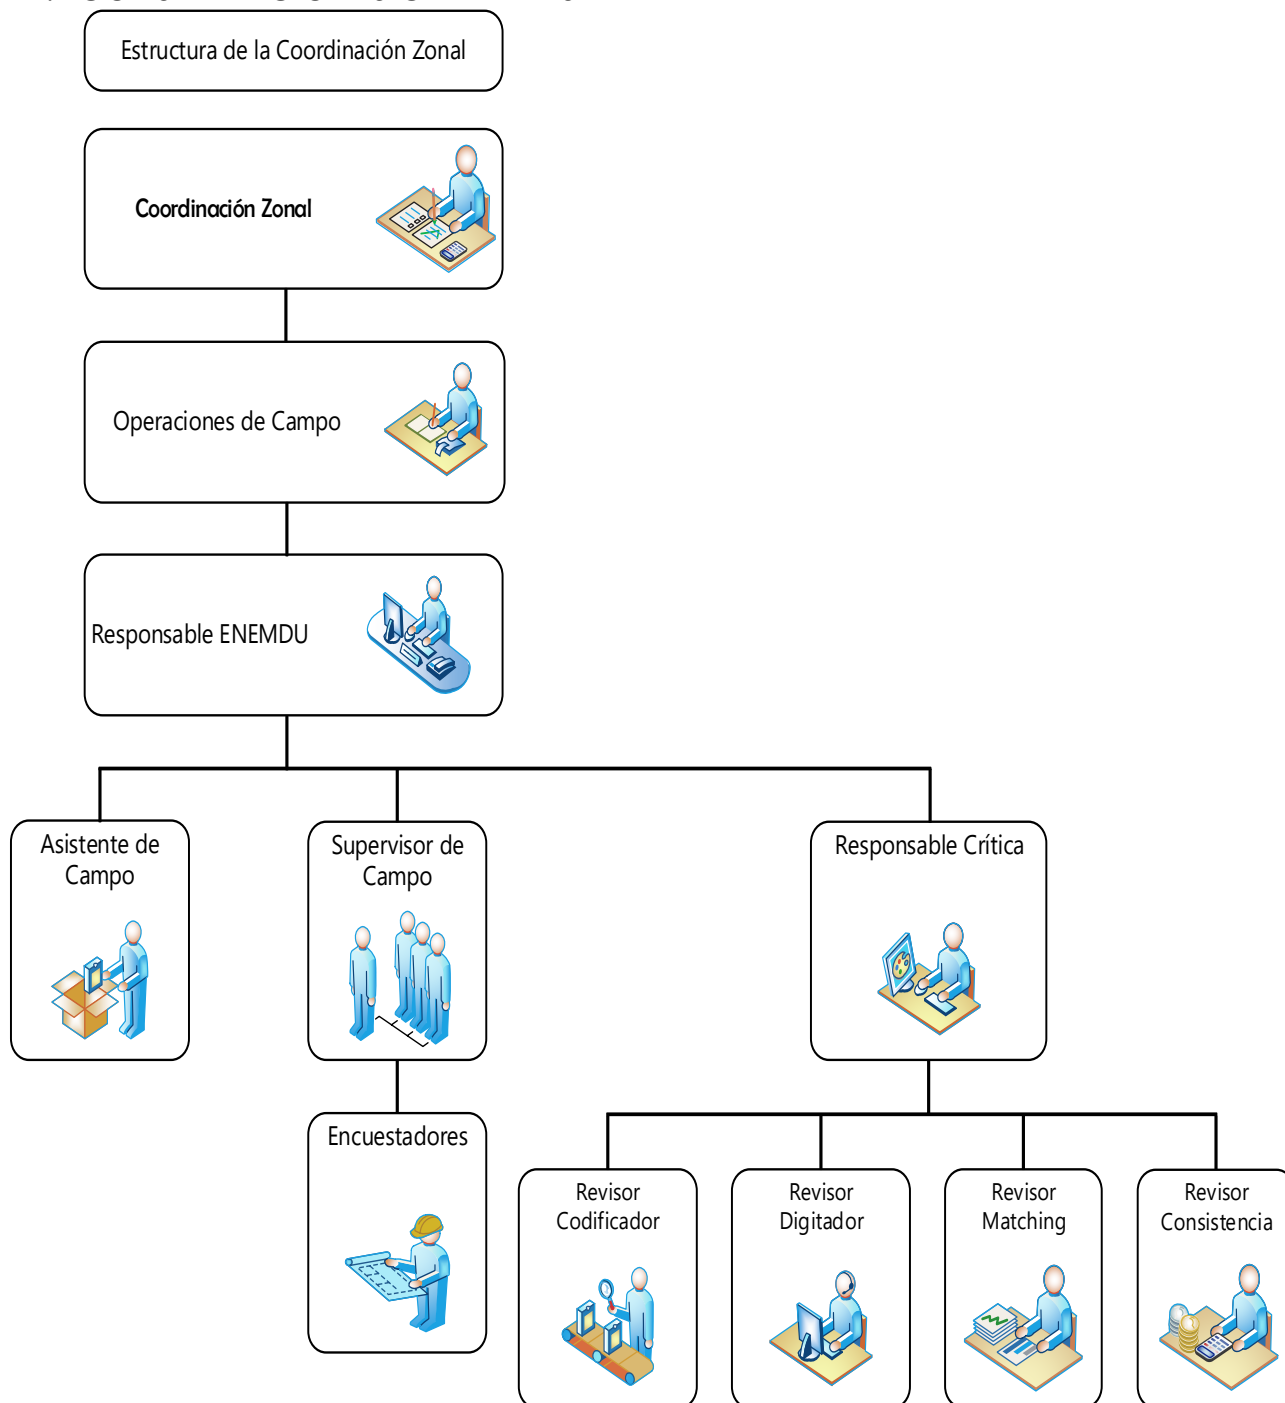 Estructura de la Coordinación Zonal
Coordinación Zonal
Operaciones de Campo
Responsable ENEMDU
Asistente de
Campo
Supervisor de
Campo
Responsable Crítica
Encuestadores
Revisor
Codificador
Revisor
Digitador
Revisor
Matching
Revisor
Consistencia